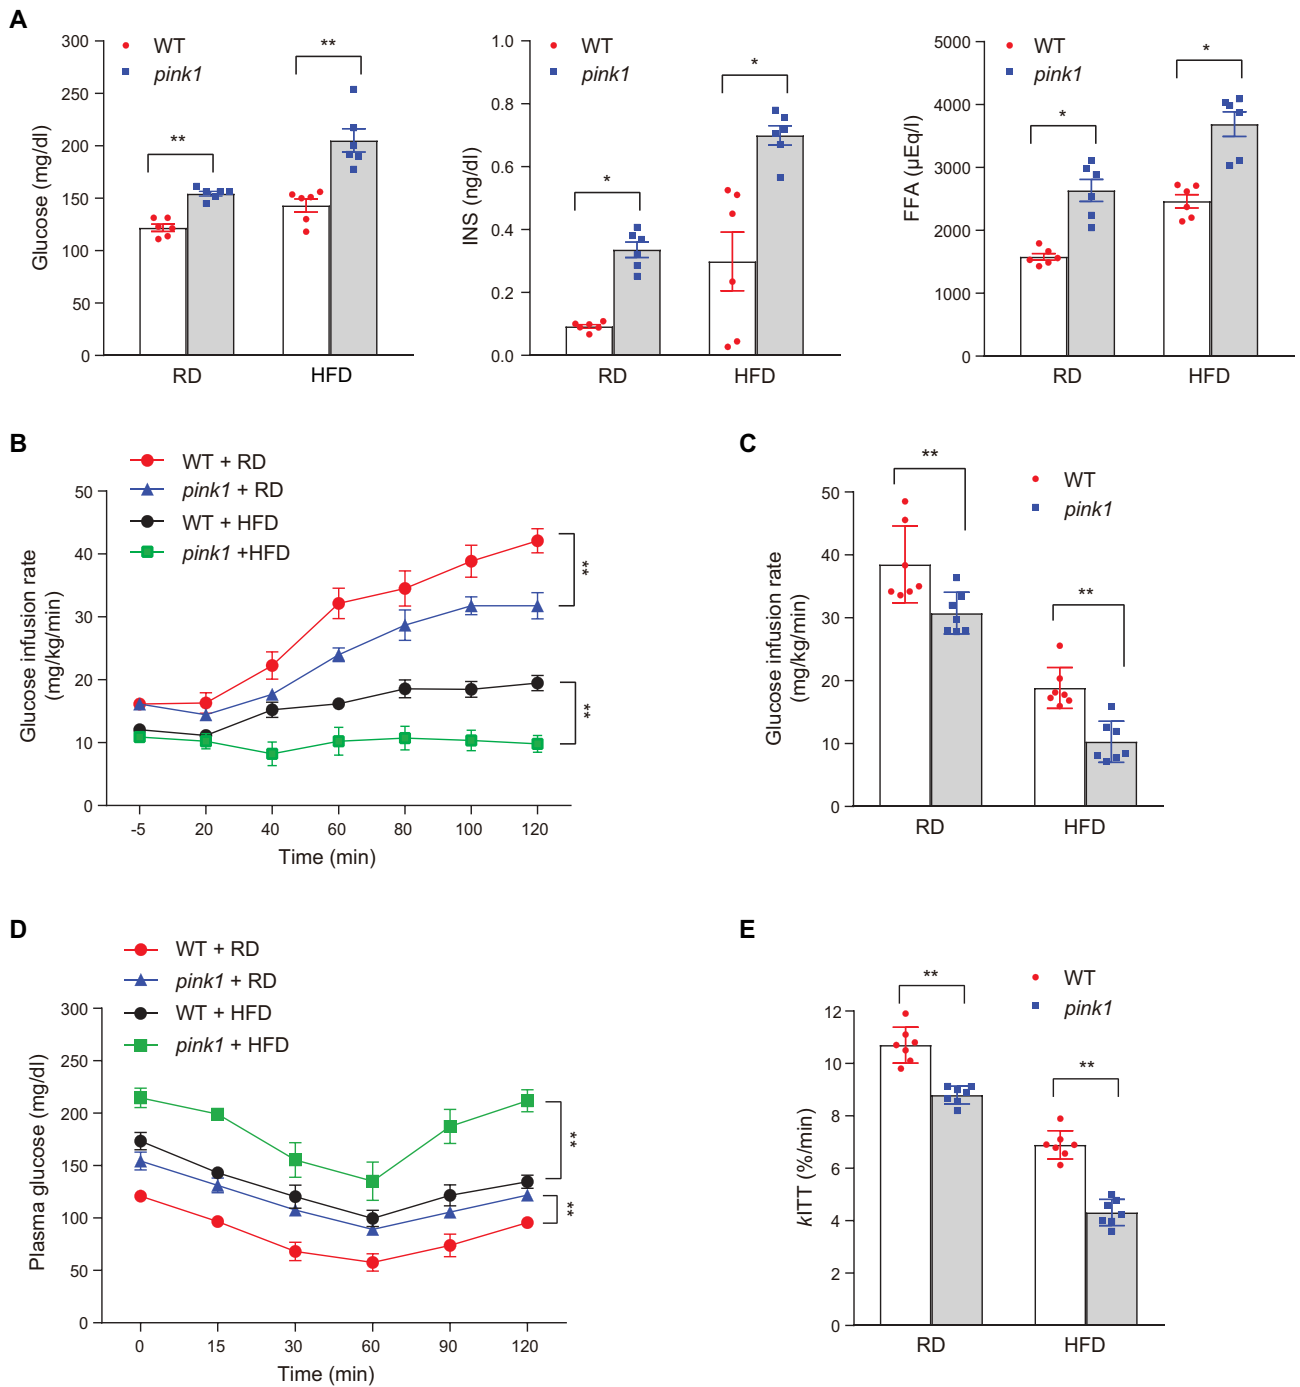 A
WT
pink1
Glucose (mg/dl)
300
250
200
150
100
50
0
**
**
RD
HFD
WT
pink1
INS (ng/dl)
1.0
0.8
0.6
0.4
0.2
0.0
*
*
RD
HFD
WT
pink1
FFA (µEq/l)
5000
4000
3000
2000
1000
0
*
*
RD
HFD
B
WT + RD
pink1 + RD
WT + HFD
pink1 +HFD
Glucose infusion rate
(mg/kg/min)
50
40
30
20
10
0
**
**
-5 20 40 60 80 100 120
Time (min)
C
WT
pink1
Glucose infusion rate
(mg/kg/min)
50
40
30
20
10
0
**
**
RD
HFD
D
WT + RD
pink1 + RD
WT + HFD
pink1 + HFD
Plasma glucose (mg/dl)
300
250
200
150
100
50
0
**
**
0 15 30 60 90 120
Time (min)
E
WT
pink1
kITT (%/min)
12
10
8
6
4
2
0
**
**
RD
HFD